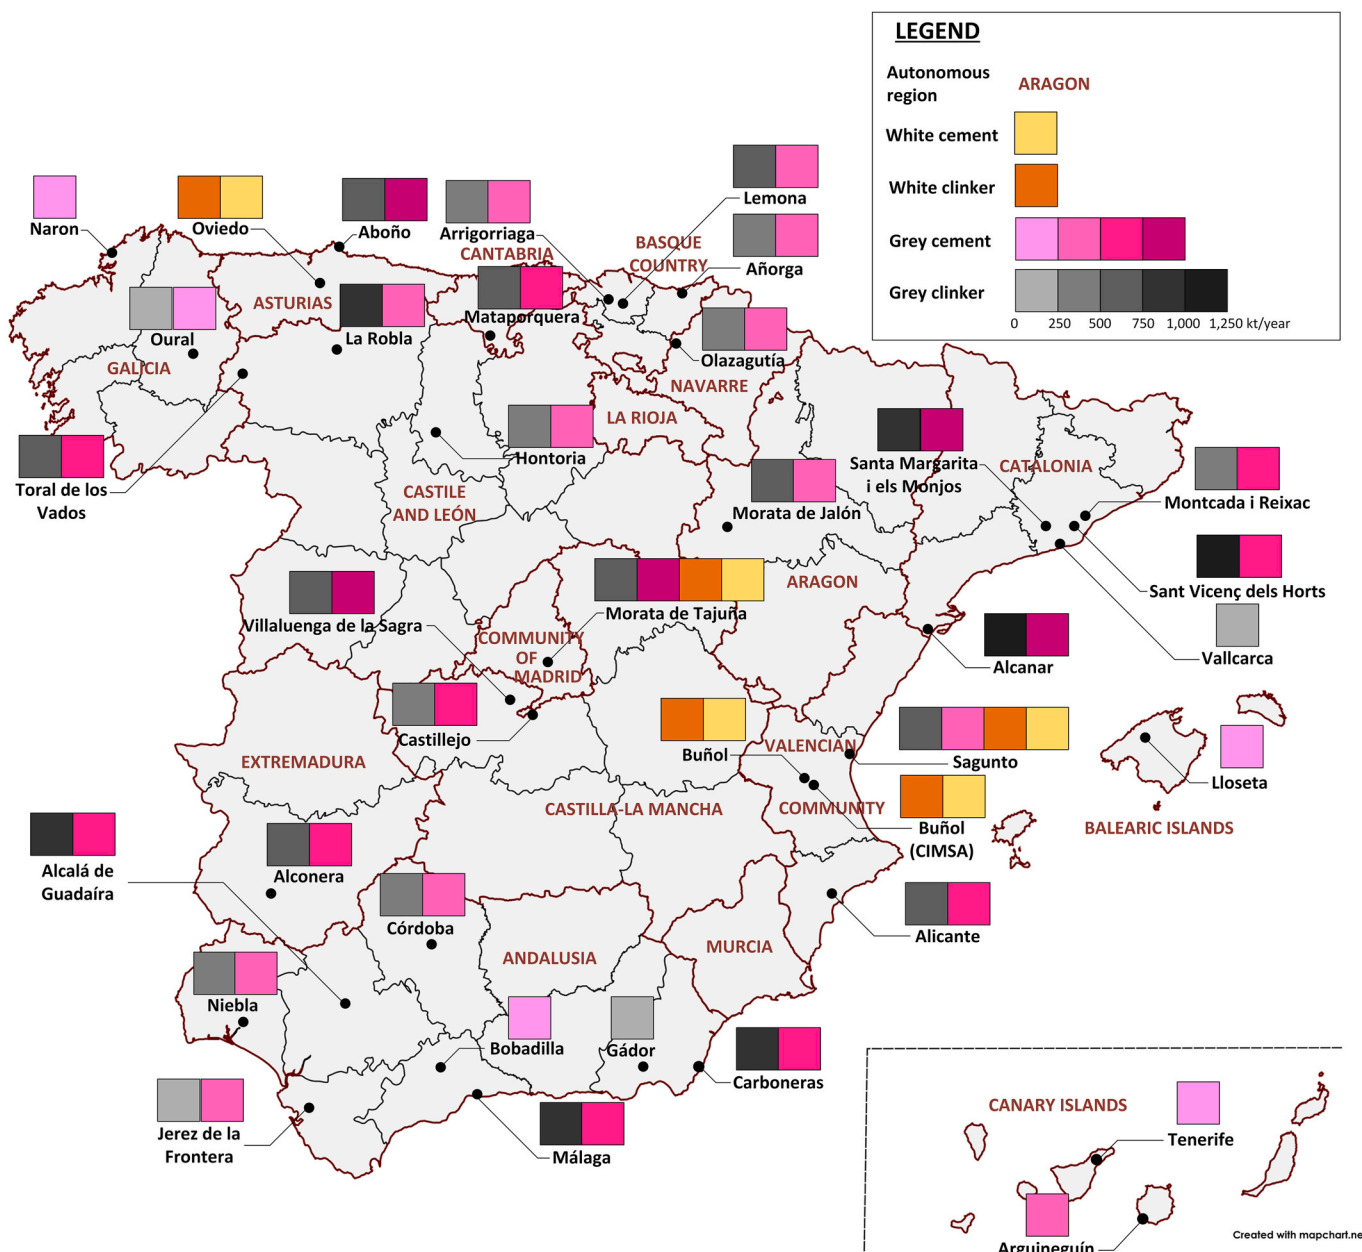 LEGEND
Autonomous
region
ARAGON
White cement
White clinker
Grey cement
Grey clinker
0 250 500 750 1,000 1,250 kt/year
Naron
Oviedo
Aboño
Arrigorriaga
Lemona
Añorga
CANTABRIA
BASQUE
COUNTRY
ASTURIAS
Oural
La Robla
Mataporquera
Olazagutía
GALICIA
NAVARRE
LA RIOJA
Hontoria
Toral de los
Vados
CASTILE
AND LEÓN
Santa Margarita
i els Monjos
CATALONIA
Montcada i Reixac
Morata de Jalón
Sant Vicenç dels Horts
ARAGON
Morata de Tajuña
Villaluenga de la Sagra
COMMUNITY
OF
MADRID
Alcanar
Vallcarca
Castillejo
Buñol
VALENCIAN
COMMUNITY
Sagunto
Lloseta
EXTREMADURA
CASTILLA-LA MANCHA
Buñol
(CIMSA)
BALEARIC ISLANDS
Alcalá de
Guadaíra
Alconera
Córdoba
Alicante
ANDALUSIA
MURCIA
Niebla
Bobadilla
Gádor
Carboneras
Jerez de la
Frontera
Málaga
CANARY ISLANDS
Tenerife
Arguineguín
Created with mapchart.ne